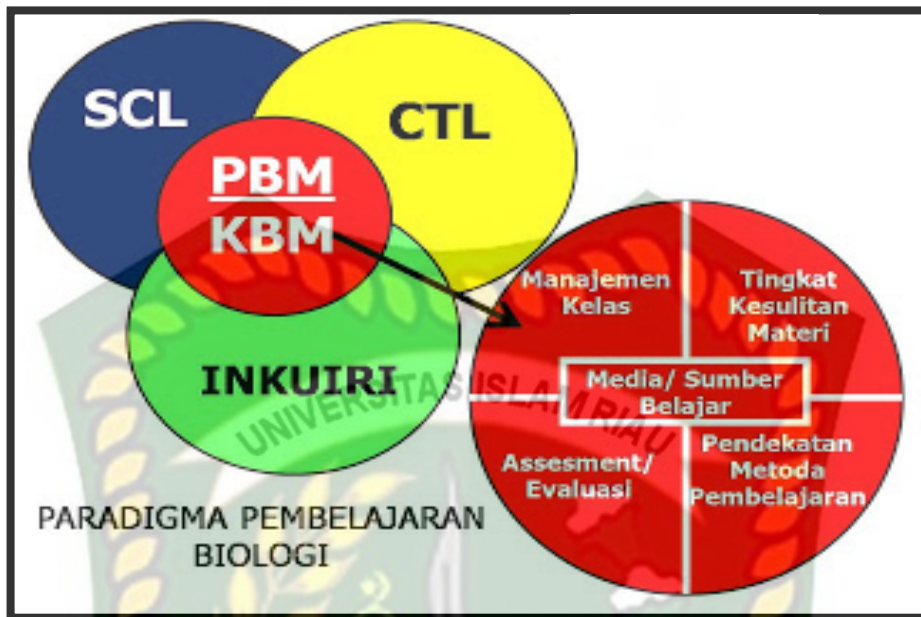 SCL
CTL
PBM
KBM
INKUIRI
Manajemen
Kelas
Tingkat
Kesulitan
Materi
Media/ Sumber
Belajar
Assesment/
Evaluasi
Pendekatan
Metoda
Pembelajaran
UNIVERSITAS ISLAM RIAU
PARADIGMA PEMBELAJARAN
BIOLOGI